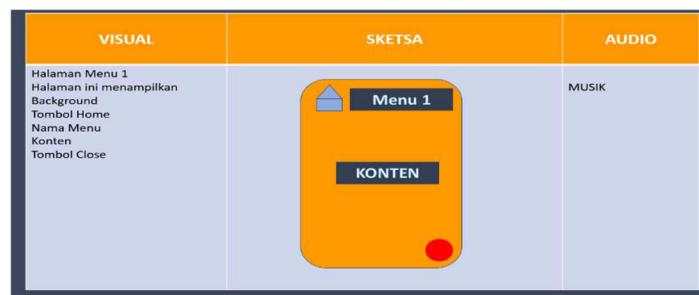 VISUAL
SKETSA
AUDIO
Halaman Menu 1
Halaman ini menampilkan
Background
Tombol Home
Nama Menu
Konten
Tombol Close
Menu 1
KONTEN
MUSIK